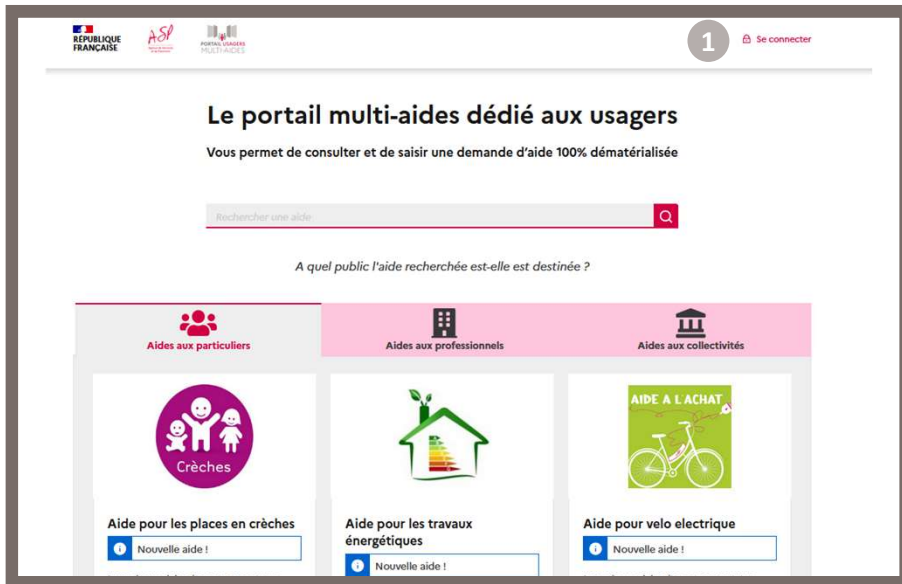 RÉPUBLIQUE
FRANÇAISE
ASP
PORTAIL USAGERS
MULTI-AIDES
1
Se connecter
Le portail multi-aides dédié aux usagers
Vous permet de consulter et de saisir une demande d'aide 100% dématérialisée
Rechercher une aide
A quel public l'aide recherchée est-elle est destinée ?
Aides aux particuliers
Aides aux professionnels
Aides aux collectivités
Crèches
AIDE A L'ACHAT
Aide pour les places en crèches
Nouvelle aide !
Aide pour les travaux
énergétiques
Nouvelle aide !
Aide pour velo electrique
Nouvelle aide !